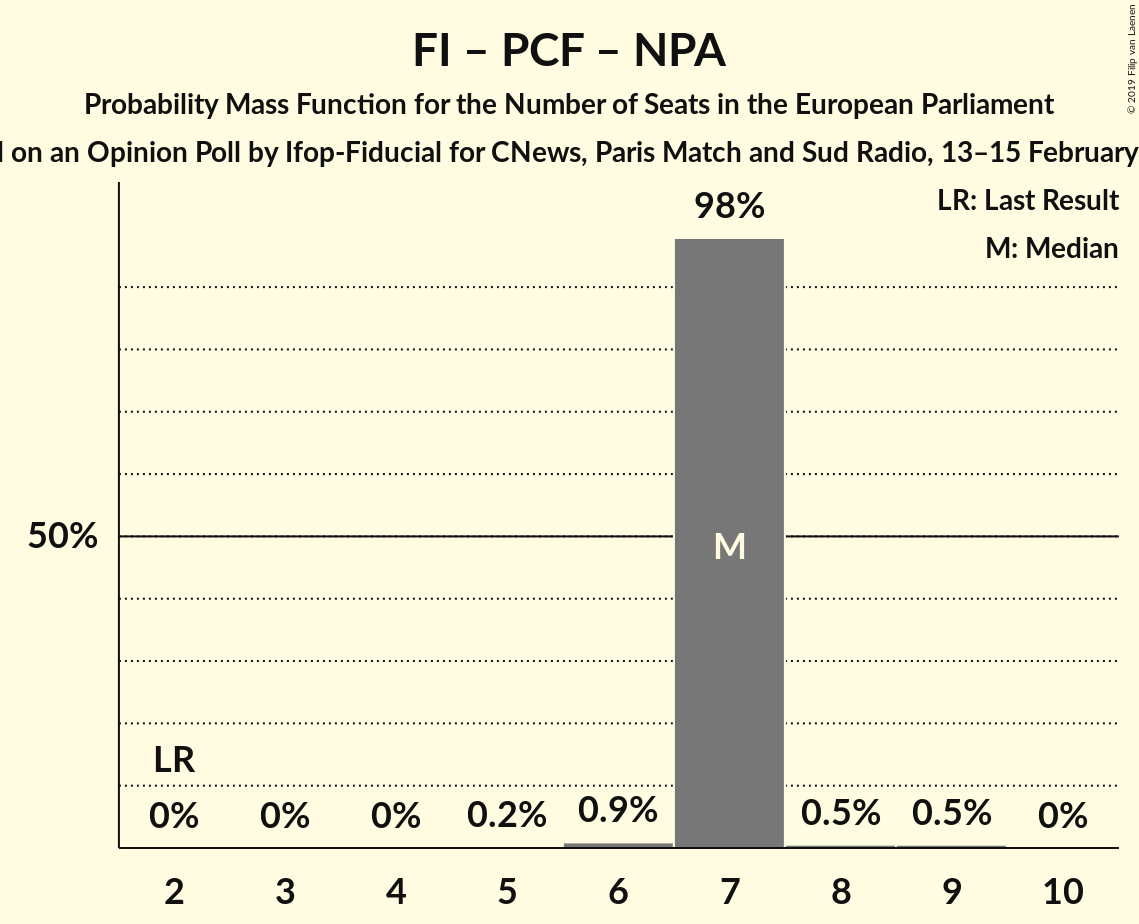 FI – PCF – NPA
Probability Mass Function for the Number of Seats in the European Parliament
on an Opinion Poll by Ifop-Fiducial for CNews, Paris Match and Sud Radio, 13–15 February
© 2019 Filip van Laenen
LR: Last Result
M: Median
98%
50%
M
LR
0% 0% 0% 0.2% 0.9% 0.5% 0.5% 0%
2 3 4 5 6 7 8 9 10